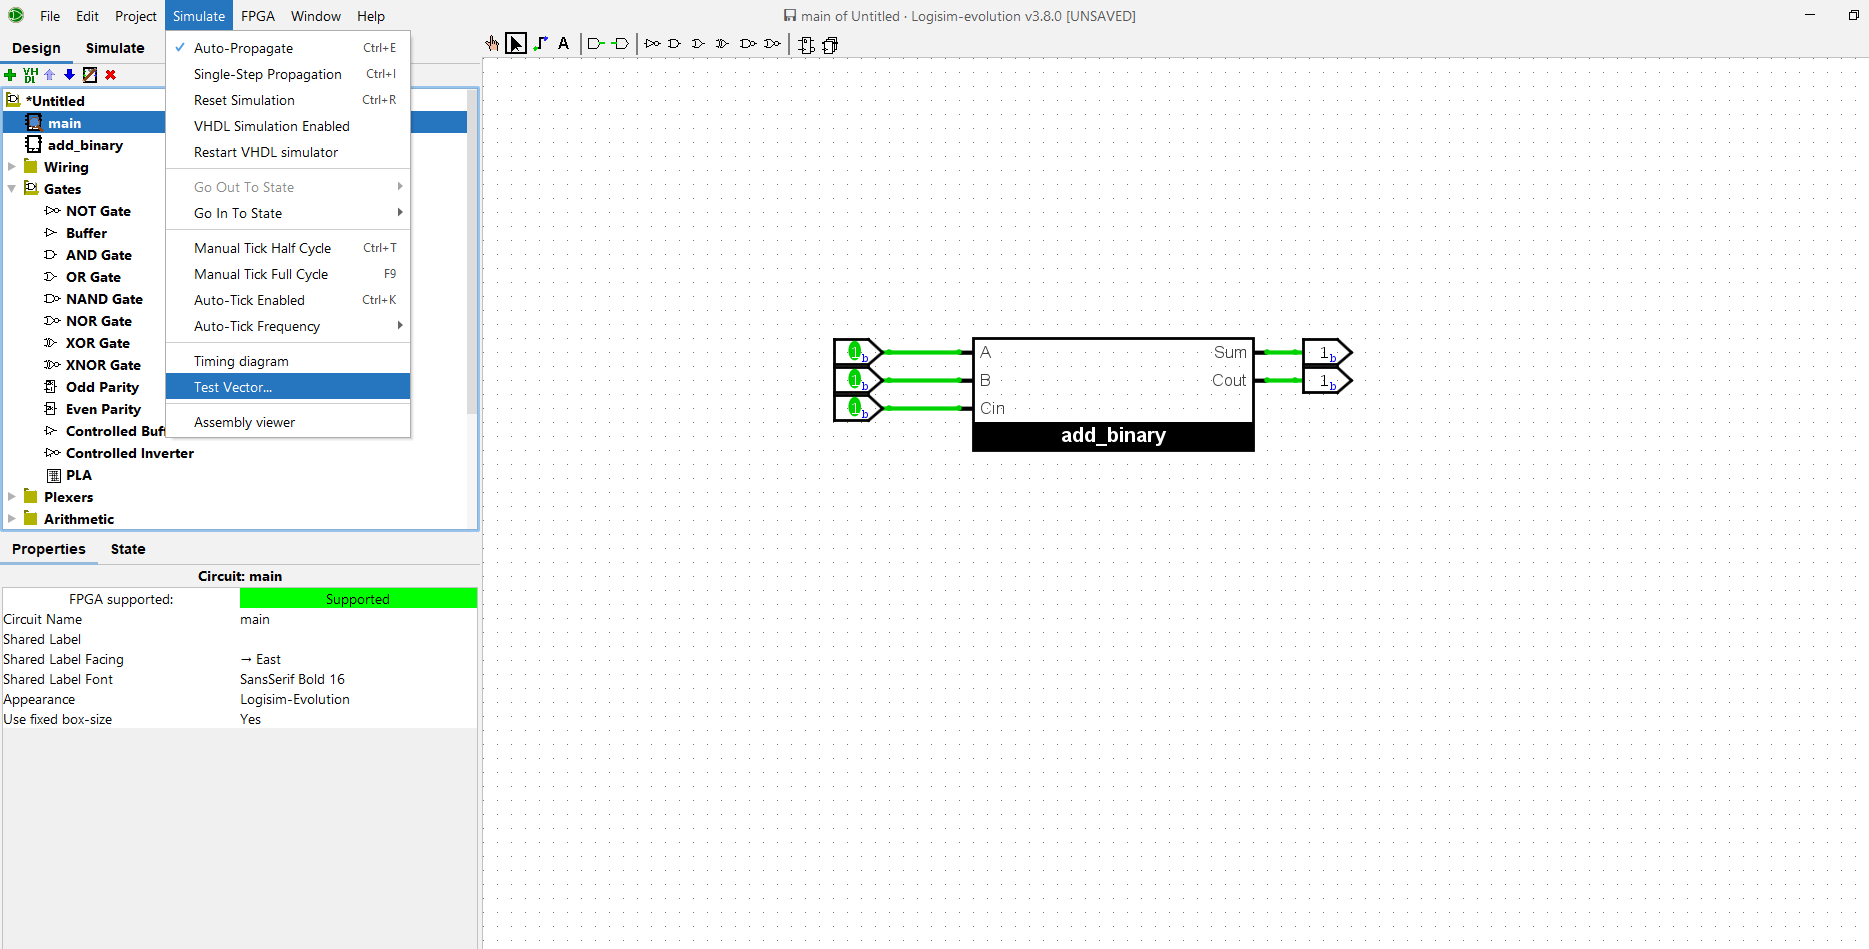 File Edit Project Simulate FPGA Window Help
main of Untitled · Logisim-evolution v3.8.0 [UNSAVED]
Design Simulate
A
VHDL
Auto-Propagate Ctrl+E
Single-Step Propagation Ctrl+I
Reset Simulation Ctrl+R
VHDL Simulation Enabled
Restart VHDL simulator
Go Out To State
Go In To State
Manual Tick Half Cycle Ctrl+T
Manual Tick Full Cycle F9
Auto-Tick Enabled Ctrl+K
Auto-Tick Frequency
Timing diagram
Test Vector...
Assembly viewer
*Untitled
main
add_binary
Wiring
Gates
NOT Gate
Buffer
AND Gate
OR Gate
NAND Gate
NOR Gate
XOR Gate
XNOR Gate
Odd Parity
Even Parity
Controlled Buf
Controlled Inverter
PLA
Plexers
Arithmetic
Properties State
Circuit: main
FPGA supported: Supported
Circuit Name main
Shared Label
Shared Label Facing → East
Shared Label Font SansSerif Bold 16
Appearance Logisim-Evolution
Use fixed box-size Yes
1b A Sum 1b
1b B Cout 1b
1b Cin
add_binary